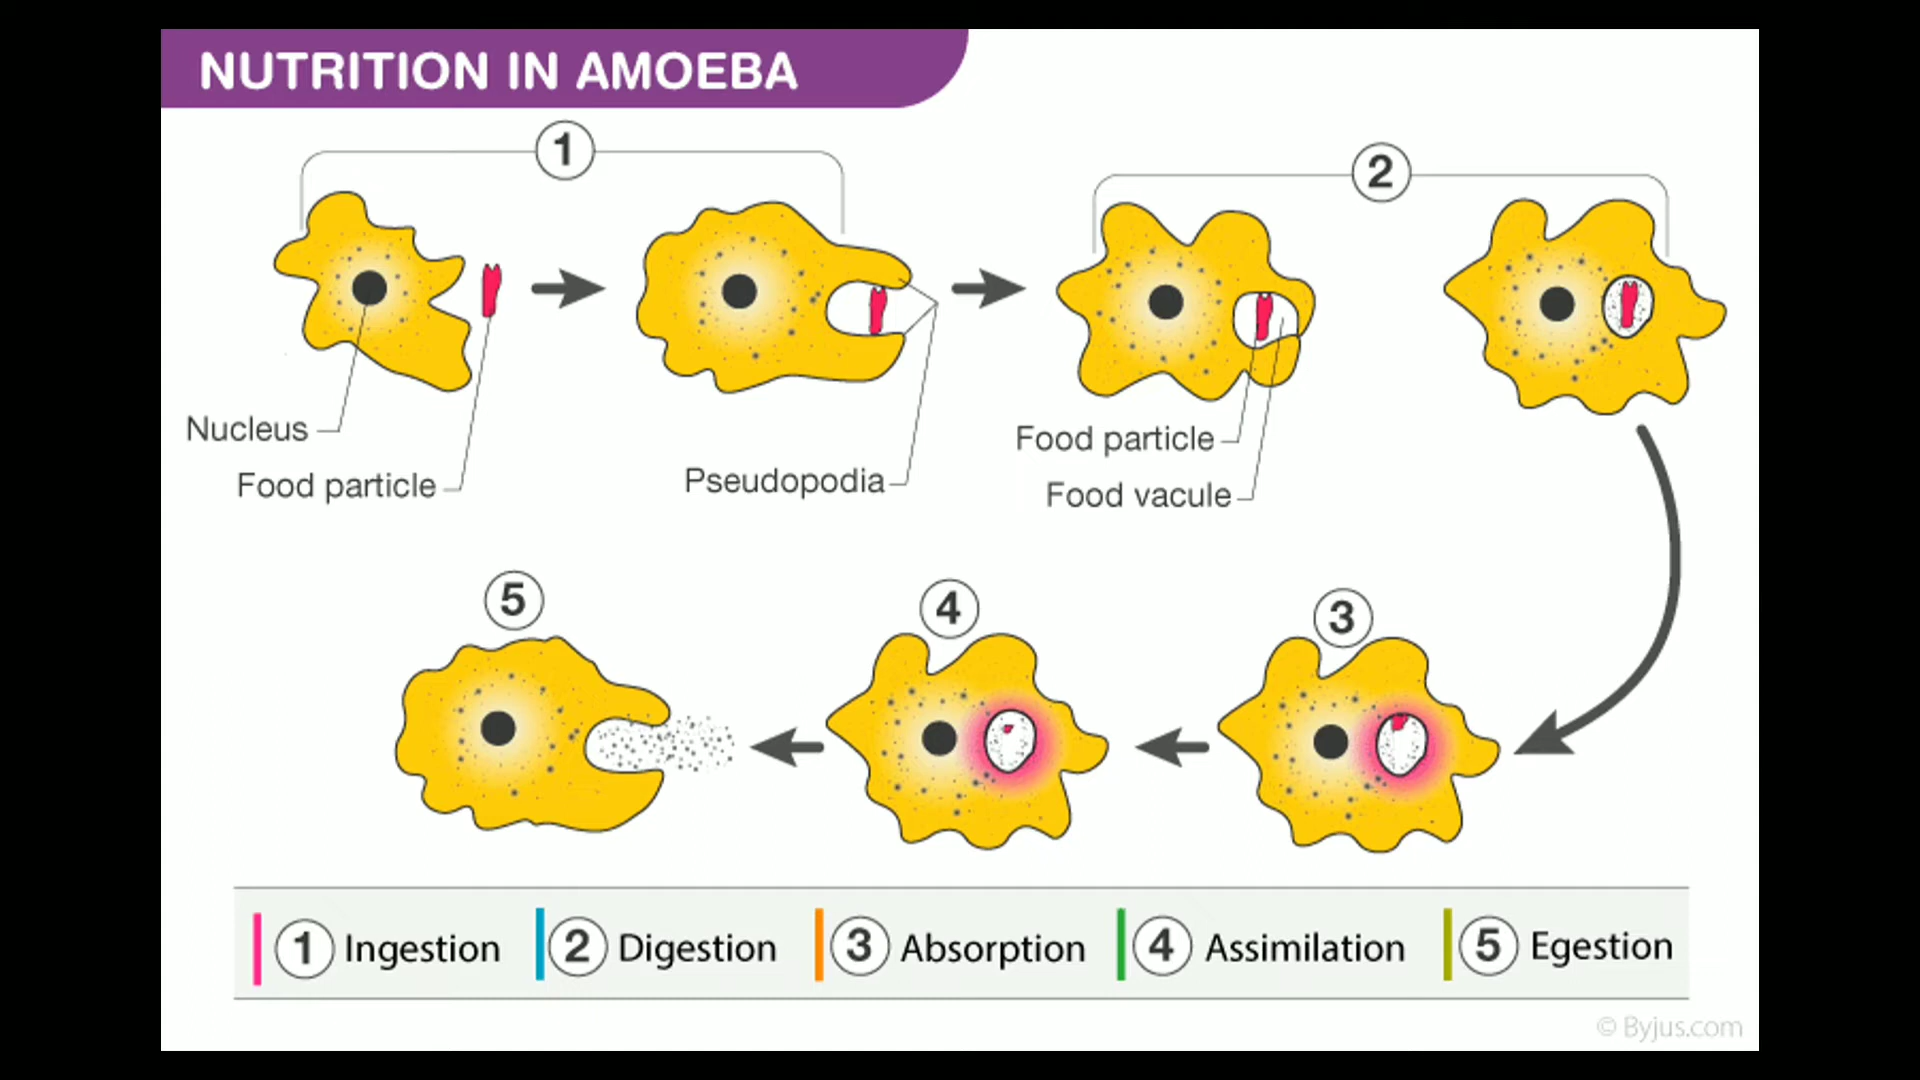 NUTRITION IN AMOEBA
1
2
Nucleus
Food particle
Pseudopodia
Food particle
Food vacule
5
4
3
1 Ingestion
2 Digestion
3 Absorption
4 Assimilation
5 Egestion
© Byjus.com